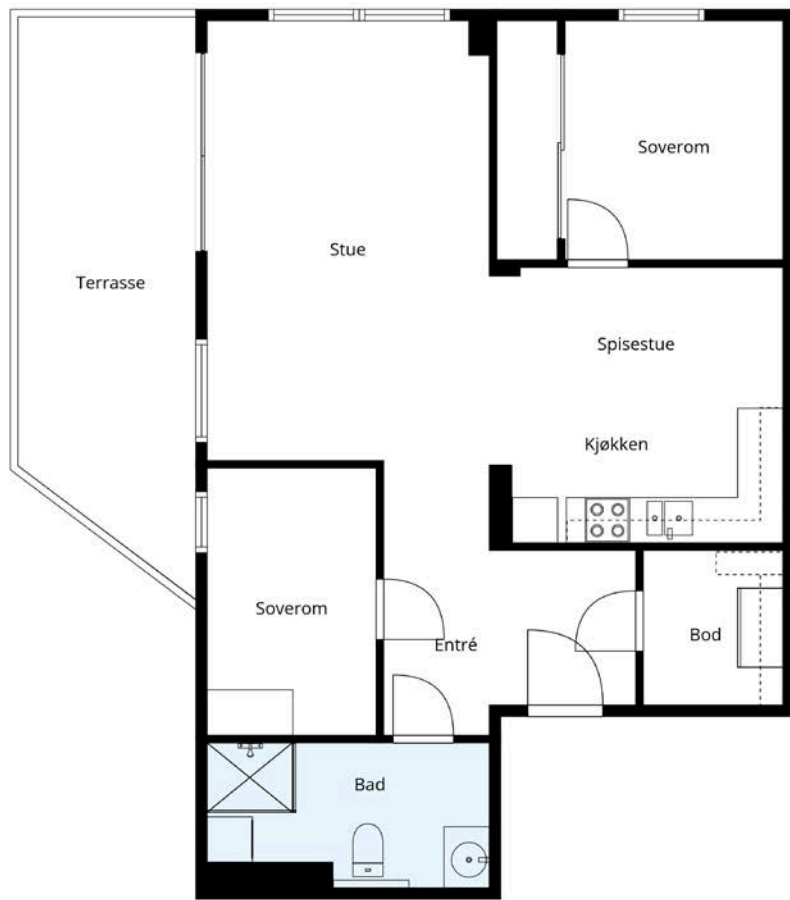 Soverom
Stue
Terrasse
Spisestue
Kjøkken
Soverom
Entré
Bod
Bad